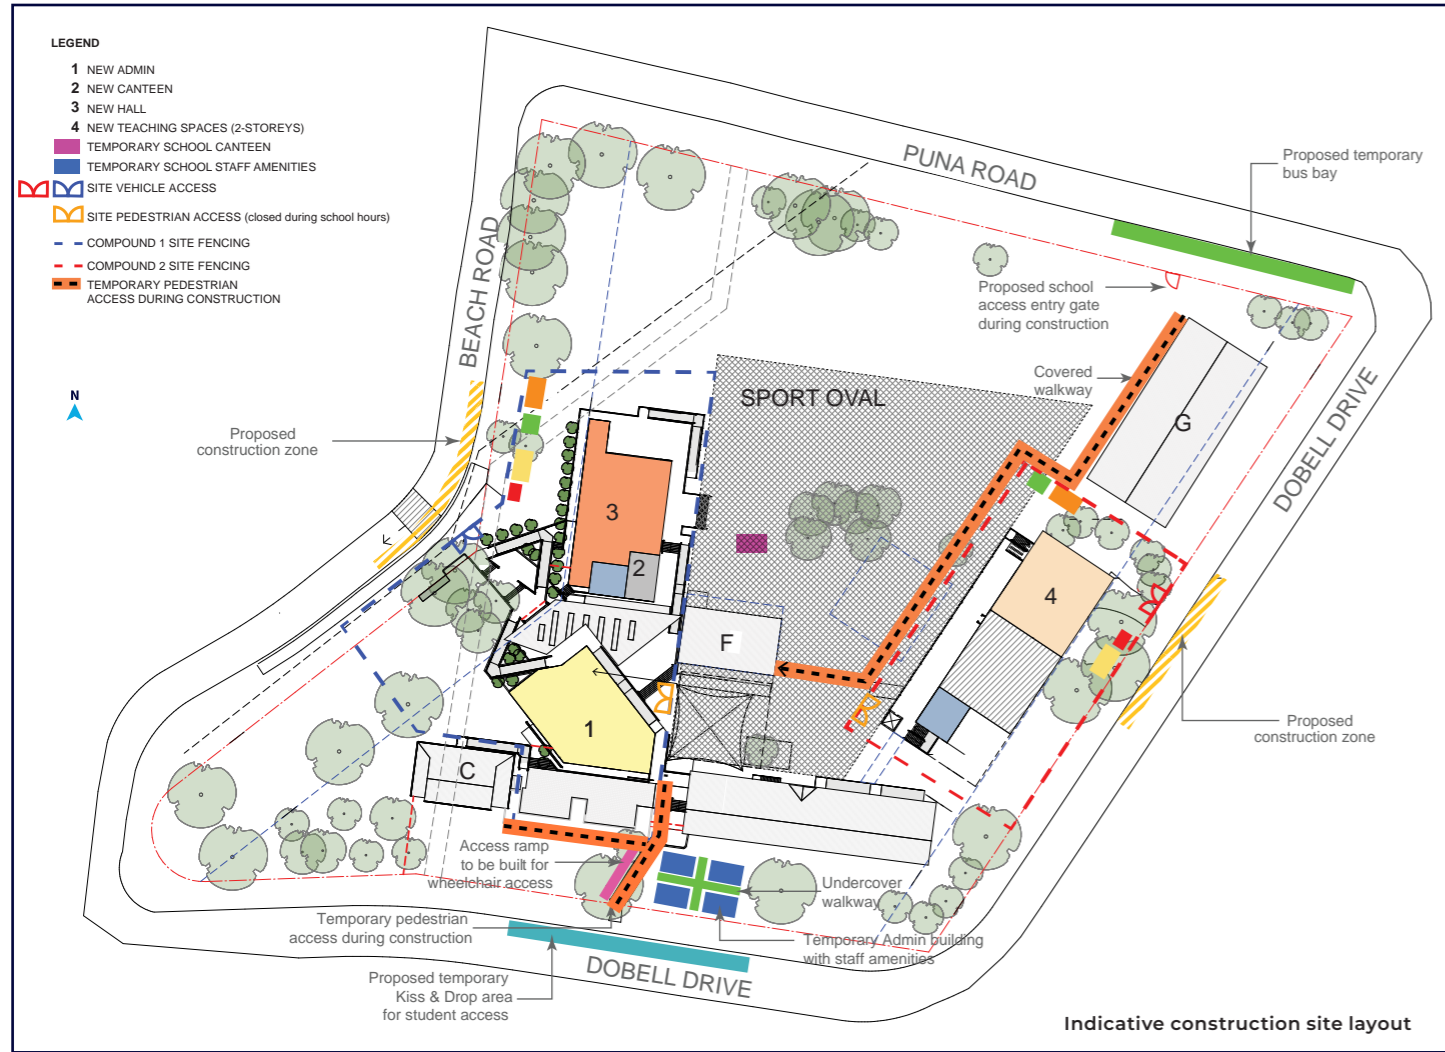 LEGEND
1 NEW ADMIN
2 NEW CANTEEN
3 NEW HALL
4 NEW TEACHING SPACES (2-STOREYS)
TEMPORARY SCHOOL CANTEEN
TEMPORARY SCHOOL STAFF AMENITIES
SITE VEHICLE ACCESS
SITE PEDESTRIAN ACCESS (closed during school hours)
COMPOUND 1 SITE FENCING
COMPOUND 2 SITE FENCING
TEMPORARY PEDESTRIAN
ACCESS DURING CONSTRUCTION
N
BEACH ROAD
PUNA ROAD
Proposed temporary
bus bay
Proposed school
access entry gate
during construction
Covered
walkway
DOBELL DRIVE
SPORT OVAL
G
Proposed
construction zone
3
2
4
F
1
C
Proposed
construction zone
Access ramp
to be built for
wheelchair access
Undercover
walkway
Temporary pedestrian
access during construction
Temporary Admin building
with staff amenities
DOBELL DRIVE
Proposed temporary
Kiss & Drop area
for student access
Indicative construction site layout